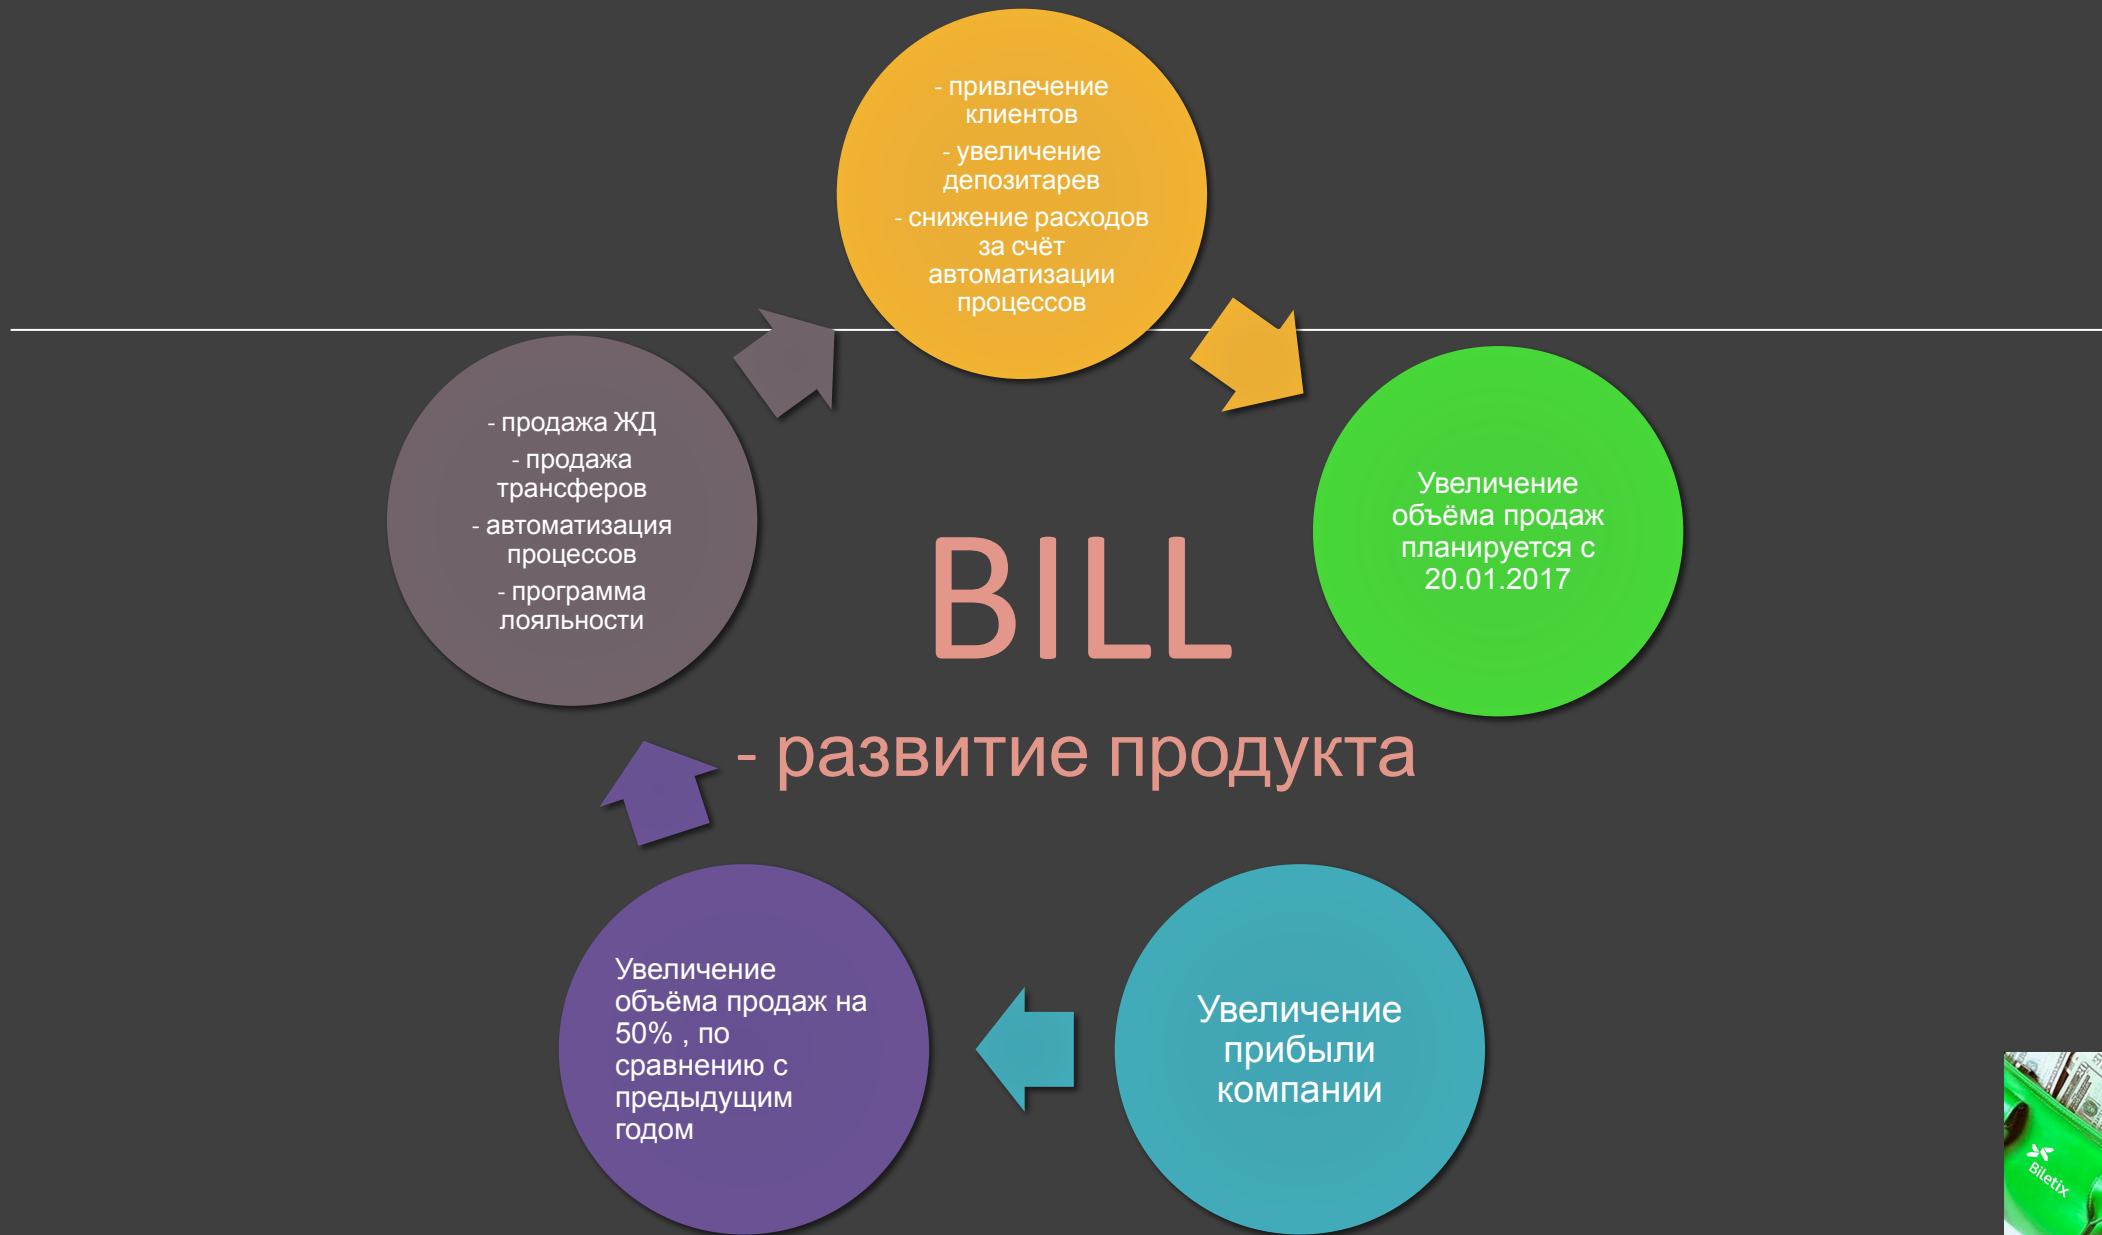 - привлечение
клиентов
- увеличение
депозитарев
- снижение расходов
за счёт
автоматизации
процессов
- продажа ЖД
- продажа
трансферов
- автоматизация
процессов
- программа
лояльности
Увеличение
объёма продаж
планируется с
20.01.2017
BILL
- развитие продукта
Увеличение
объёма продаж на
50% , по
сравнению с
предыдущим
годом
Увеличение
прибыли
компании
Biletix